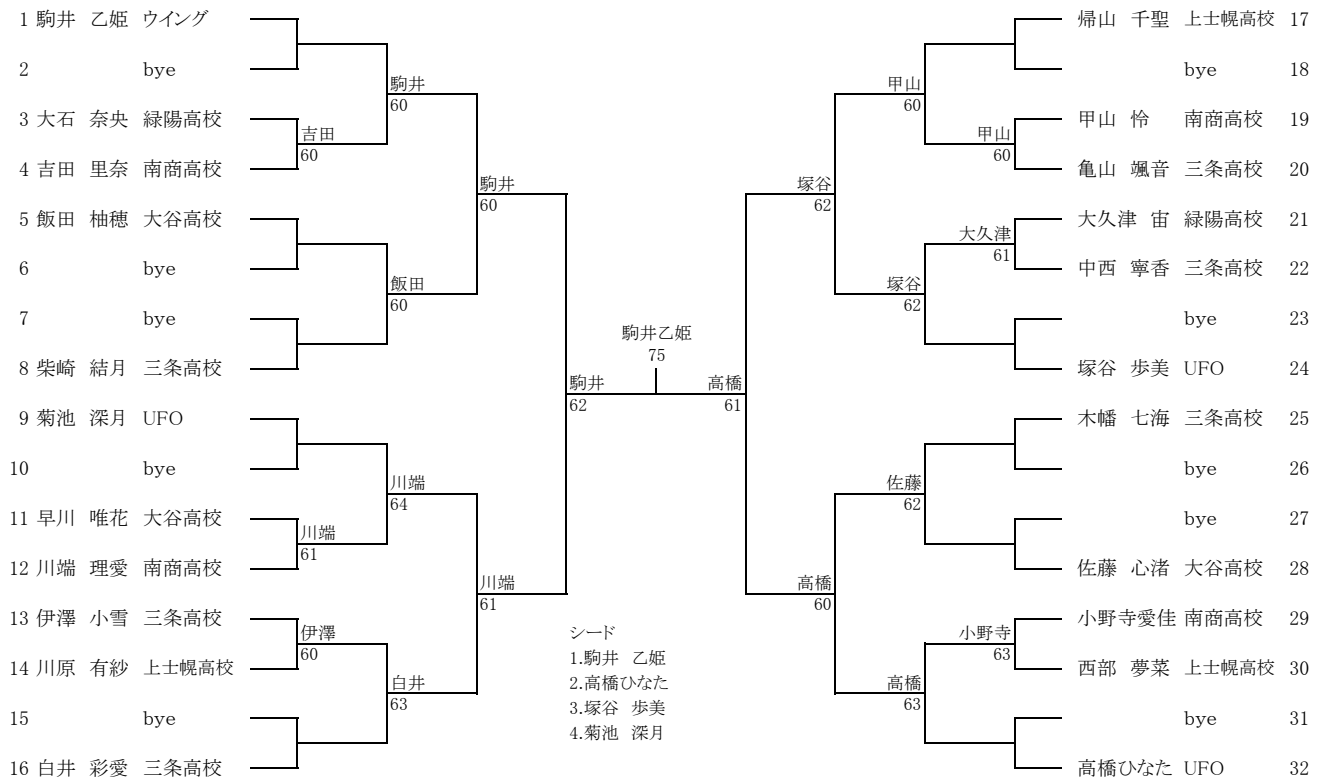 1 駒井 乙姫 ウイング
2 bye
3 大石 奈央 緑陽高校
4 吉田 里奈 南商高校
5 飯田 柚穂 大谷高校
6 bye
7 bye
8 柴崎 結月 三条高校
9 菊池 深月 UFO
10 bye
11 早川 唯花 大谷高校
12 川端 理愛 南商高校
13 伊澤 小雪 三条高校
14 川原 有紗 上士幌高校
15 bye
16 白井 彩愛 三条高校
吉田
60
川端
61
伊澤
60
駒井
60
飯田
60
川端
64
白井
63
駒井
60
川端
61
駒井
62
駒井乙姫
75
高橋
61
シード
1.駒井 乙姫
2.高橋ひなた
3.塚谷 歩美
4.菊池 深月
塚谷
62
高橋
60
甲山
60
塚谷
62
佐藤
62
高橋
63
甲山
60
大久津
61
小野寺
63
帰山 千聖 上士幌高校 17
bye 18
甲山 怜 南商高校 19
亀山 颯音 三条高校 20
大久津 宙 緑陽高校 21
中西 寧香 三条高校 22
bye 23
塚谷 歩美 UFO 24
木幡 七海 三条高校 25
bye 26
bye 27
佐藤 心渚 大谷高校 28
小野寺愛佳 南商高校 29
西部 夢菜 上士幌高校 30
bye 31
高橋ひなた UFO 32